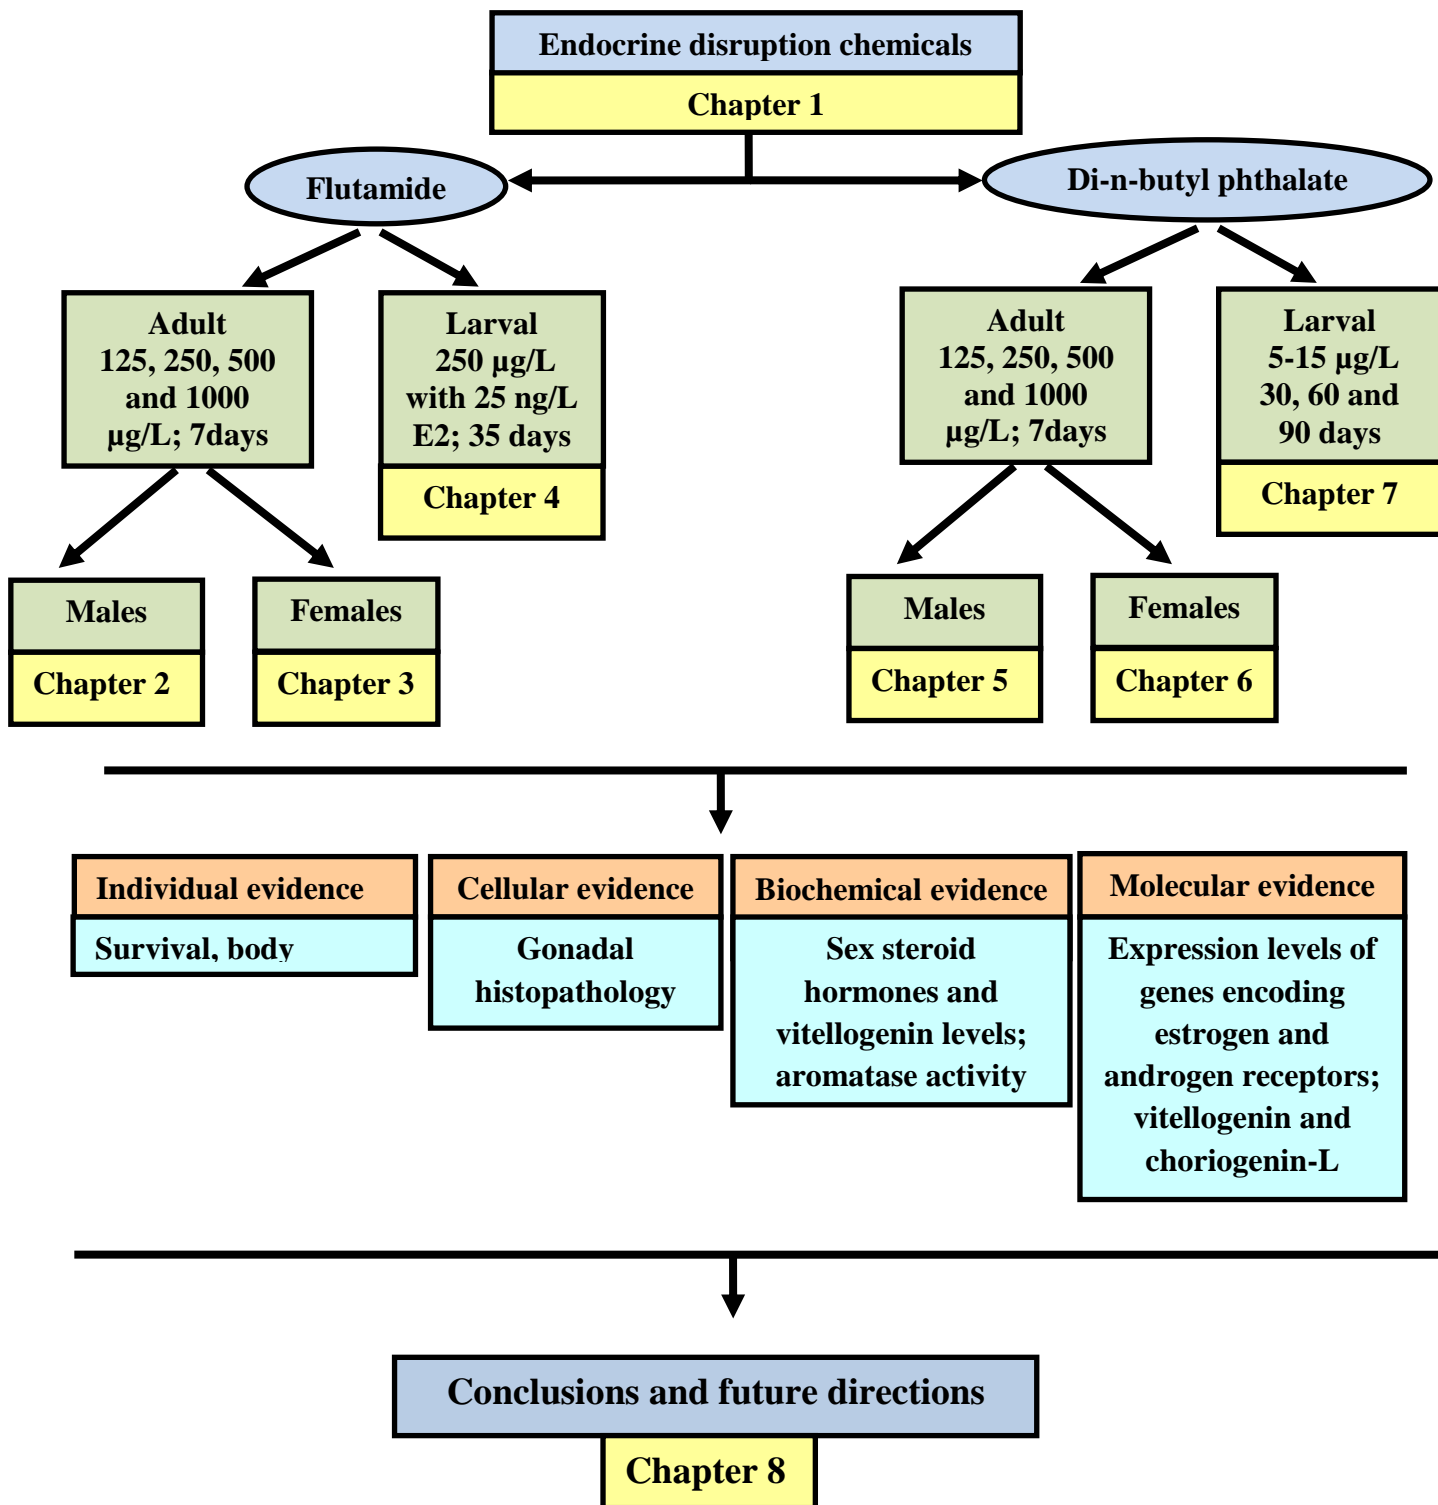 Endocrine disruption chemicals
Chapter 1
Flutamide
Di-n-butyl phthalate
Adult
125, 250, 500
and 1000
µg/L; 7days
Larval
250 µg/L
with 25 ng/L
E2; 35 days
Chapter 4
Adult
125, 250, 500
and 1000
µg/L; 7days
Larval
5-15 µg/L
30, 60 and
90 days
Chapter 7
Males
Chapter 2
Females
Chapter 3
Males
Chapter 5
Females
Chapter 6
Individual evidence
Survival, body
Cellular evidence
Gonadal
histopathology
Biochemical evidence
Sex steroid
hormones and
vitellogenin levels;
aromatase activity
Molecular evidence
Expression levels of
genes encoding
estrogen and
androgen receptors;
vitellogenin and
choriogenin-L
Conclusions and future directions
Chapter 8